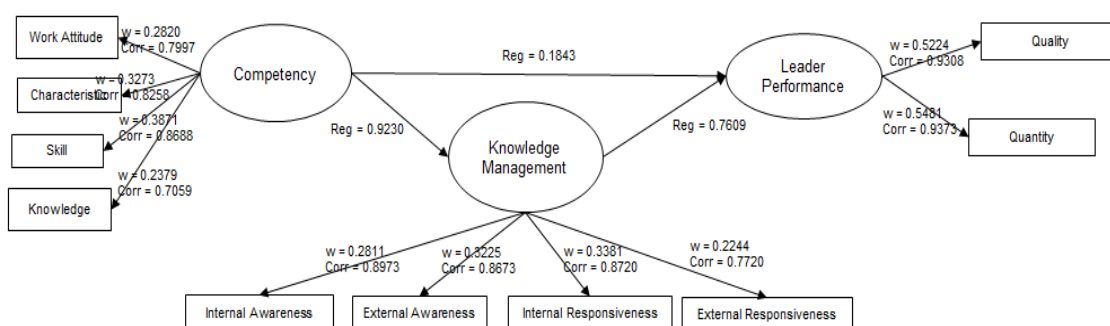 Work Attitude
w = 0.2820
Corr = 0.7997
Characteristic
w = 0.3273
Corr = 0.8258
Skill
w = 0.3871
Corr = 0.8688
Knowledge
w = 0.2379
Corr = 0.7059
Competency
Reg = 0.1843
Reg = 0.9230
Knowledge
Management
Reg = 0.7609
Leader
Performance
w = 0.5224
Corr = 0.9308
Quality
w = 0.5481
Corr = 0.9373
Quantity
w = 0.2811
Corr = 0.8973
w = 0.3225
Corr = 0.8673
w = 0.3381
Corr = 0.8720
w = 0.2244
Corr = 0.7720
Internal Awareness
External Awareness
Internal Responsiveness
External Responsiveness